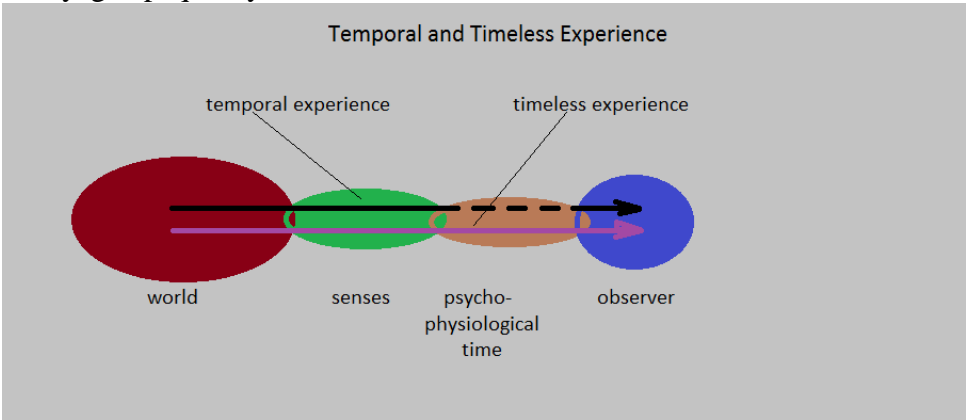 Temporal and Timeless Experience
temporal experience
timeless experience
world
senses
psycho-
physiological
time
observer